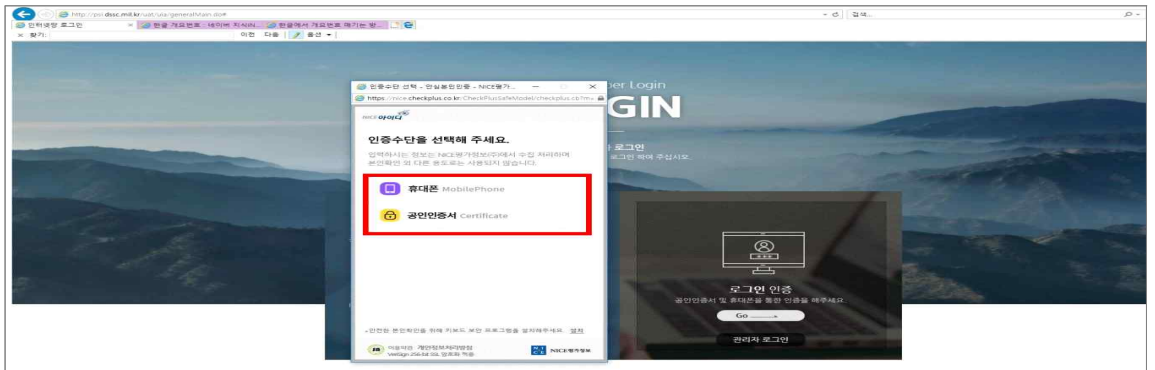 http://psi.dssc.mil.kr/uat/uia/generalMain.do#
검색...
인터넷망 로그인
한글 개요번호 : 네이버 지식iN...
한글에서 개요번호 매기는 방...
찾기:
이전 다음
옵션
인증수단 선택 - 안심본인인증 - NICE평가...
https://nice.checkplus.co.kr/CheckPlusSafeModel/checkplus.cb?m=
NICE아이디
인증수단을 선택해 주세요.
입력하시는 정보는 NICE평가정보(주)에서 수집 처리하며
본인확인 외 다른 용도로는 사용되지 않습니다.
휴대폰 MobilePhone
공인인증서 Certificate
안전한 본인확인을 위해 키보드 보안 프로그램을 설치해주세요. 설치
이용약관 개인정보처리방침
VeriSign 256-bit SSL 암호화 적용
NICE평가정보
ber Login
GIN
로그인
로그인 하여 주십시오.
로그인 인증
공인인증서 및 휴대폰을 통한 인증을 해주세요
Go
관리자 로그인